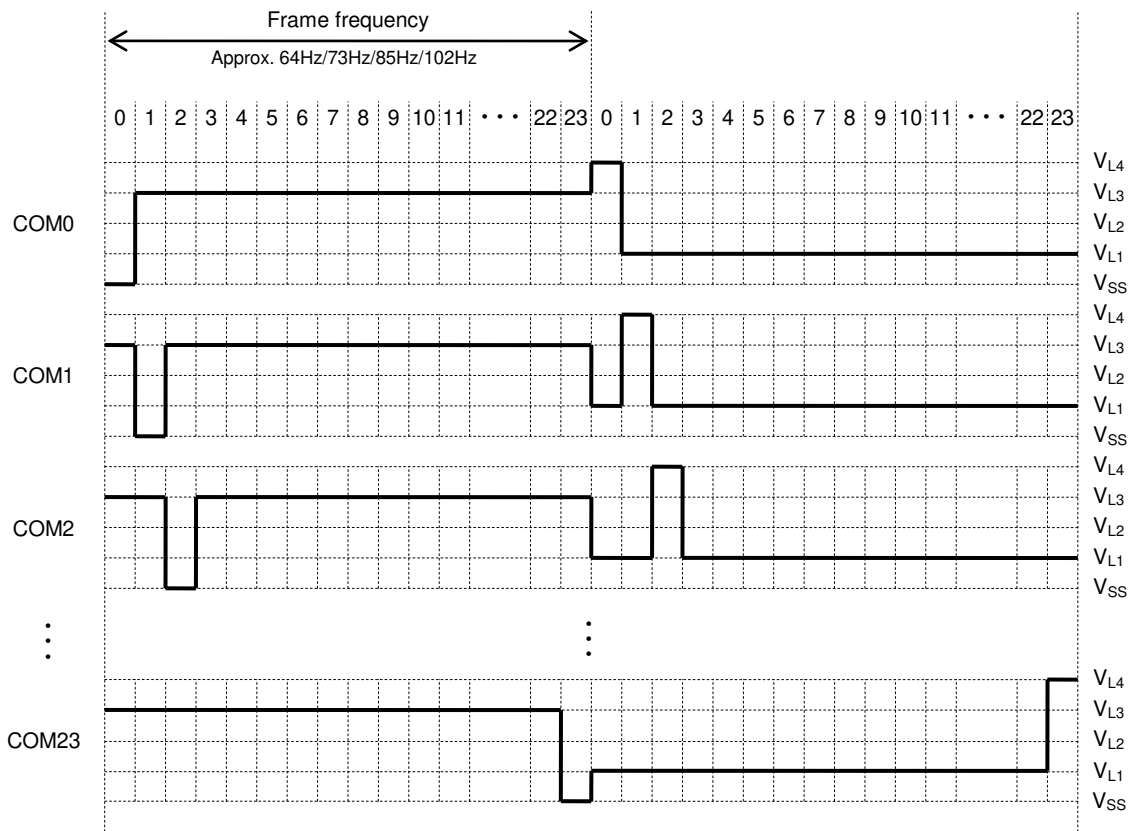 Frame frequency
Approx. 64Hz/73Hz/85Hz/102Hz
0 1 2 3 4 5 6 7 8 9 10 11 ··· 22 23 0 1 2 3 4 5 6 7 8 9 10 11 ··· 22 23
VL4
VL3
COM0 VL2
VL1
VSS
VL4
VL3
COM1 VL2
VL1
VSS
VL4
VL3
COM2 VL2
VL1
VSS
VL4
VL3
COM23 VL2
VL1
VSS